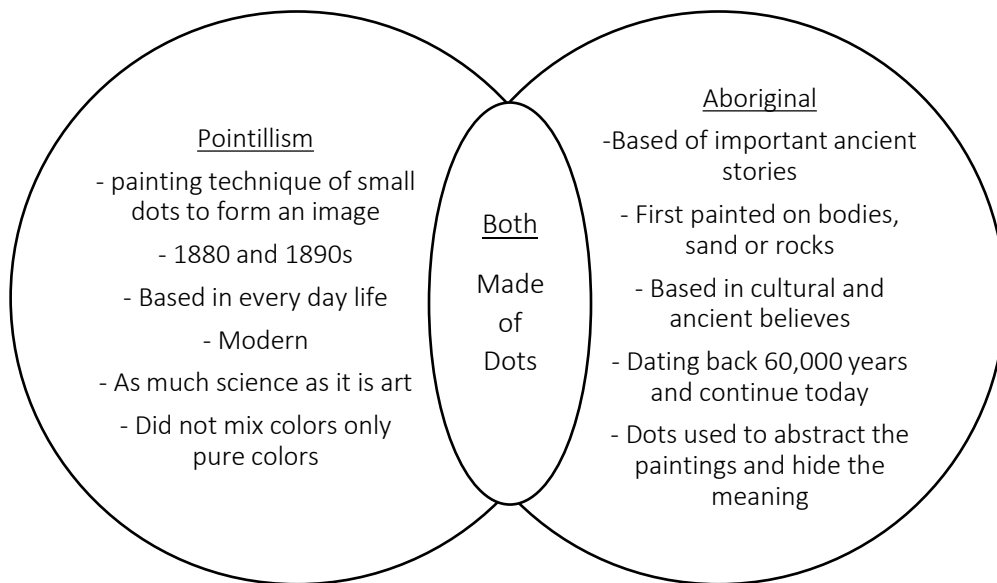 Pointillism
- painting technique of small
dots to form an image
- 1880 and 1890s
- Based in every day life
- Modern
- As much science as it is art
- Did not mix colors only
pure colors
Both
Made
of
Dots
Aboriginal
-Based of important ancient
stories
- First painted on bodies,
sand or rocks
- Based in cultural and
ancient believes
- Dating back 60,000 years
and continue today
- Dots used to abstract the
paintings and hide the
meaning